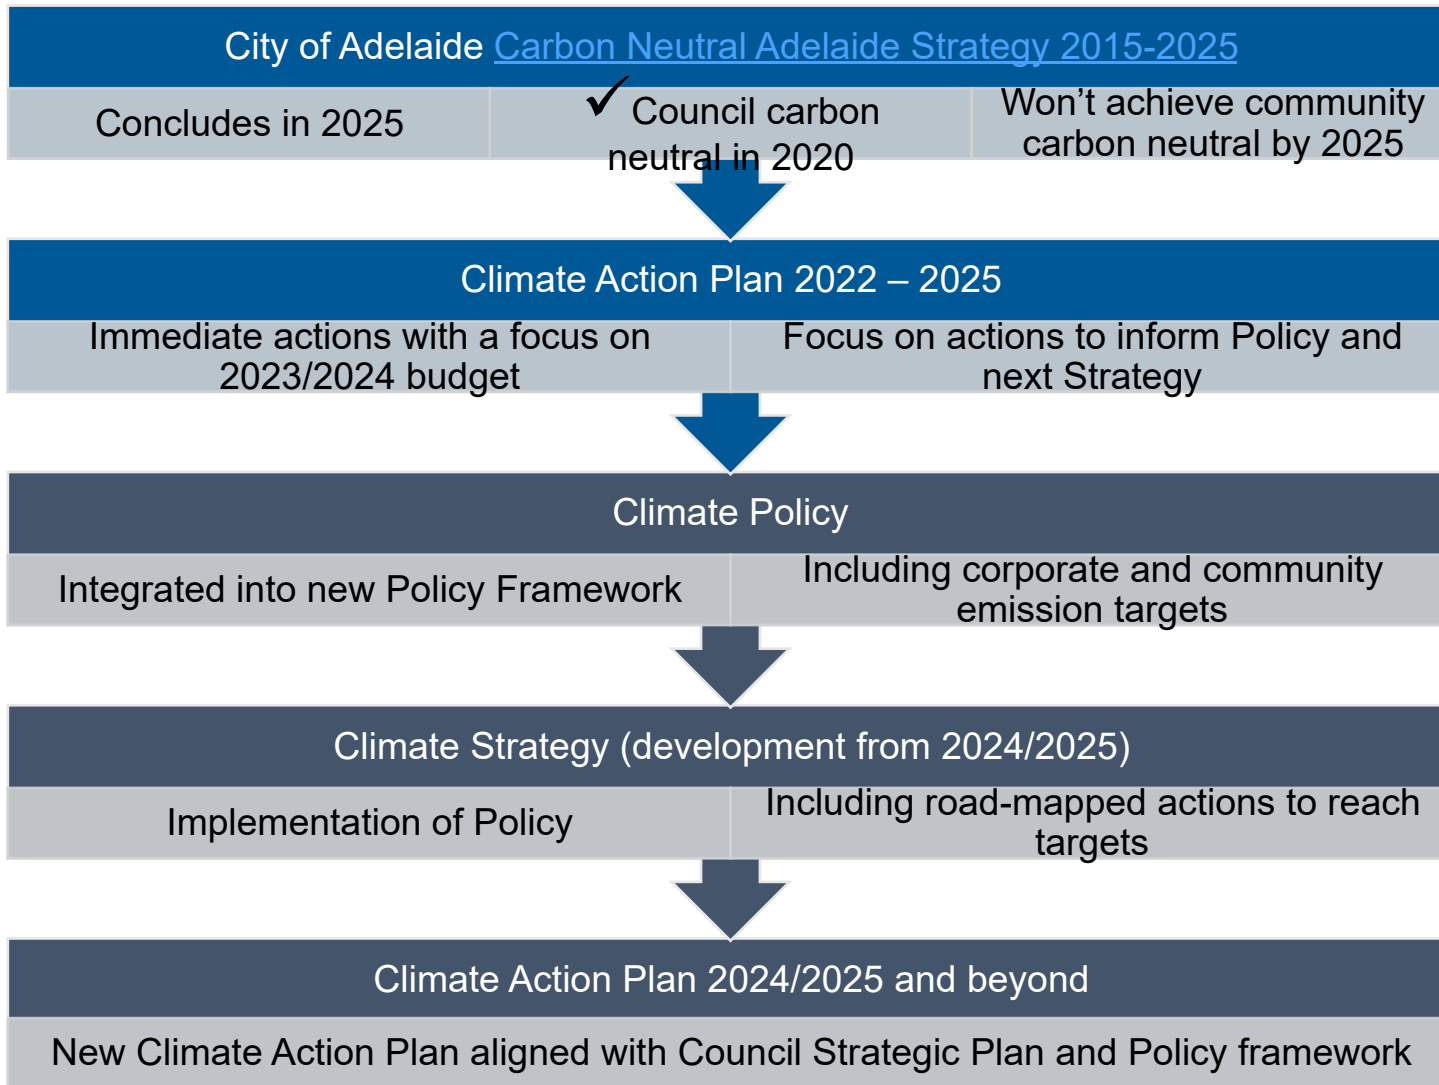 City of Adelaide Carbon Neutral Adelaide Strategy 2015-2025
Concludes in 2025
✓ Council carbon
neutral in 2020
Won’t achieve community
carbon neutral by 2025
Climate Action Plan 2022 – 2025
Immediate actions with a focus on
2023/2024 budget
Focus on actions to inform Policy and
next Strategy
Climate Policy
Integrated into new Policy Framework
Including corporate and community
emission targets
Climate Strategy (development from 2024/2025)
Implementation of Policy
Including road-mapped actions to reach
targets
Climate Action Plan 2024/2025 and beyond
New Climate Action Plan aligned with Council Strategic Plan and Policy framework